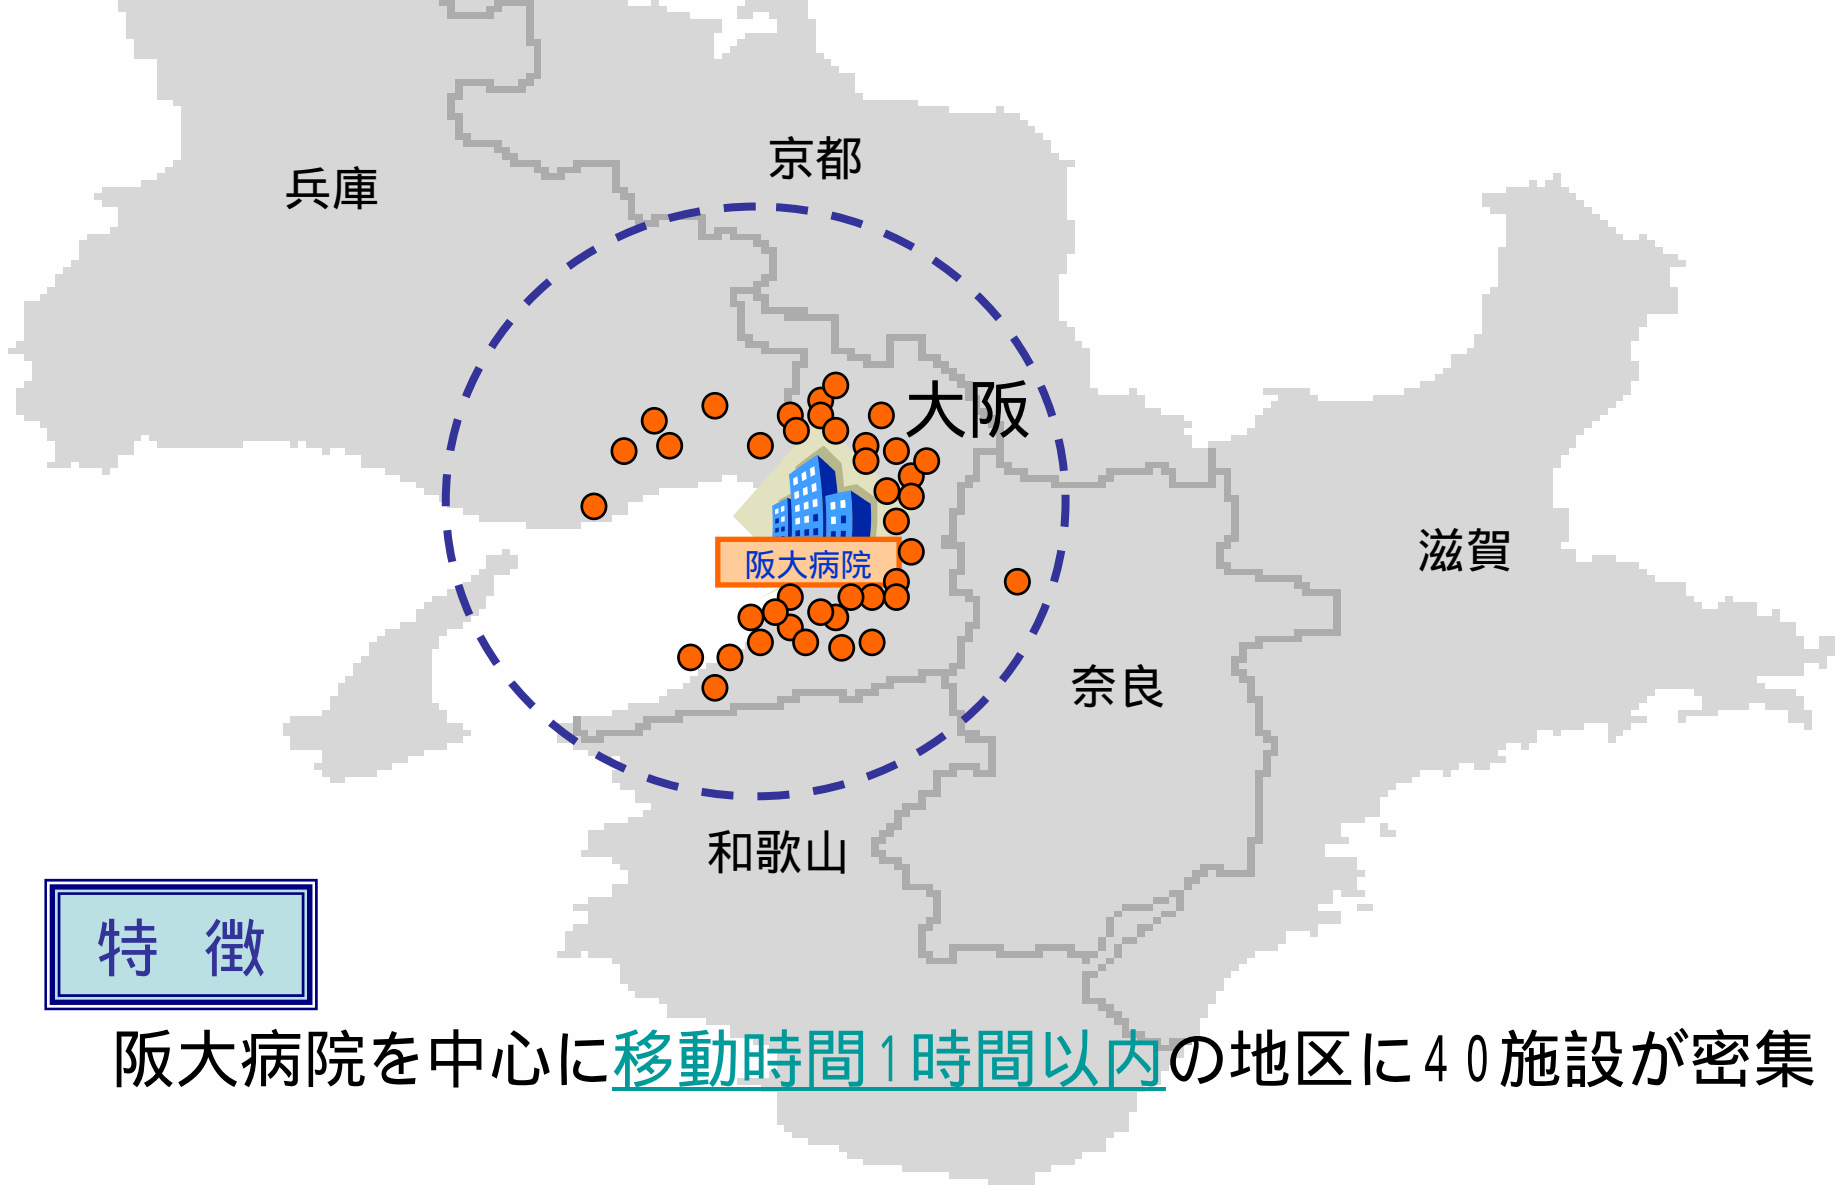 京都
兵庫
大阪
滋賀
阪大病院
奈良
和歌山
特 徴
阪大病院を中心に移動時間1時間以内の地区に40施設が密集